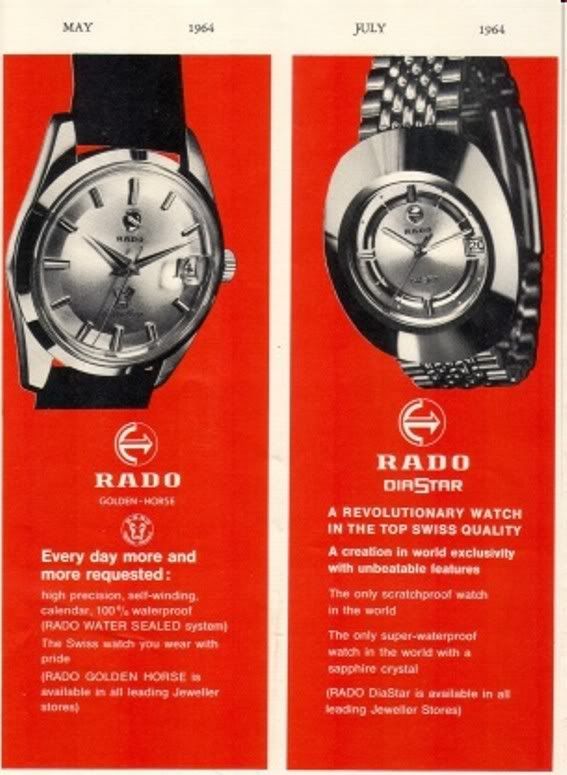 MAY 1964
RADO
14
RADO
GOLDEN-HORSE
Every day more and
more requested:
high precision, self-winding,
calendar, 100% waterproof
(RADO WATER SEALED system)
The Swiss watch you wear with
pride
(RADO GOLDEN HORSE is
available in all leading Jeweller
stores)
JULY 1964
RADO
RADO
DIASTAR
A REVOLUTIONARY WATCH
IN THE TOP SWISS QUALITY
A creation in world exclusivity
with unbeatable features
The only scratchproof watch
in the world
The only super-waterproof
watch in the world with a
sapphire crystal
(RADO DiaStar is available in all
leading Jeweller Stores)